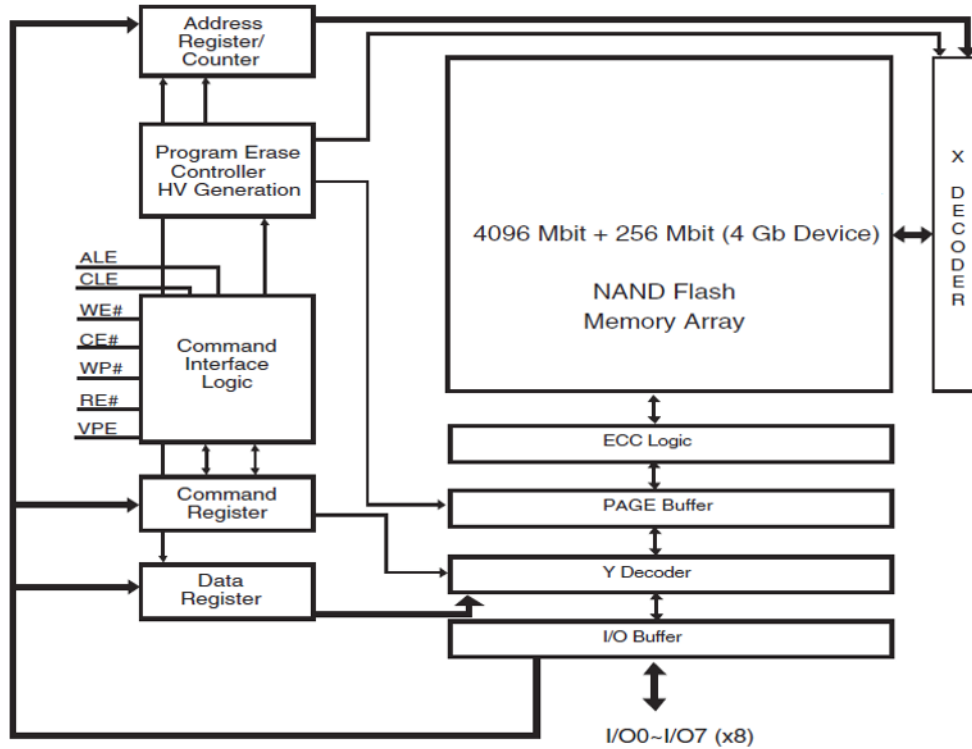 Address
Register/
Counter
Program Erase
Controller
HV Generation
ALE
CLE
WE#
CE#
WP#
RE#
VPE
Command
Interface
Logic
Command
Register
Data
Register
4096 Mbit + 256 Mbit (4 Gb Device)
NAND Flash
Memory Array
X
D
E
C
O
D
E
R
ECC Logic
PAGE Buffer
Y Decoder
I/O Buffer
I/O0~I/O7 (x8)